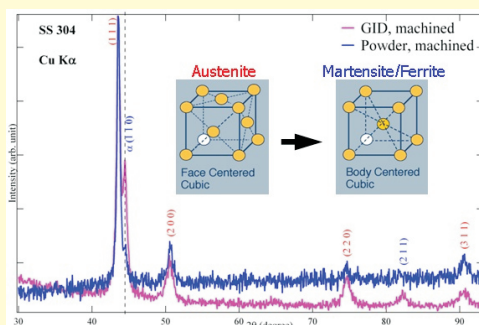 SS 304
Cu Kα
GID, machined
Powder, machined
Austenite
Martensite/Ferrite
Face Centered
Cubic
Body Centered
Cubic
Intensity (arb. unit)
(1 1 1)
α (1 1 0)
(2 0 0)
(2 2 0)
(2 1 1)
(3 1 1)
30 40 50 60 70 80 90